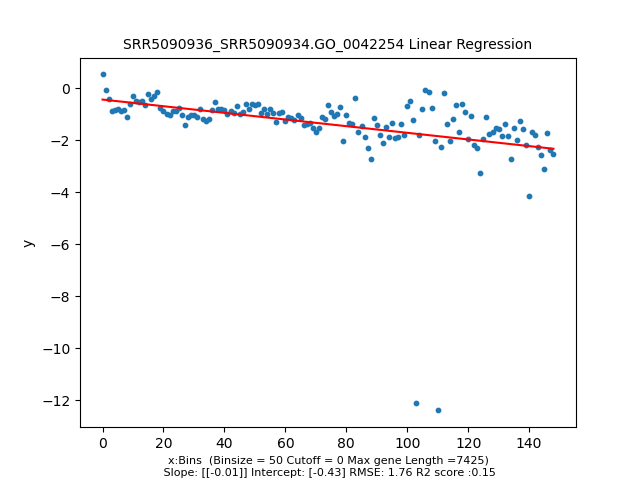 SRR5090936_SRR5090934.GO_0042254 Linear Regression
0
−2
−4
−6
−8
−10
−12
y
0 20 40 60 80 100 120 140
x:Bins  (Binsize = 50 Cutoff = 0 Max gene Length =7425)
Slope: [[-0.01]] Intercept: [-0.43] RMSE: 1.76 R2 score :0.15